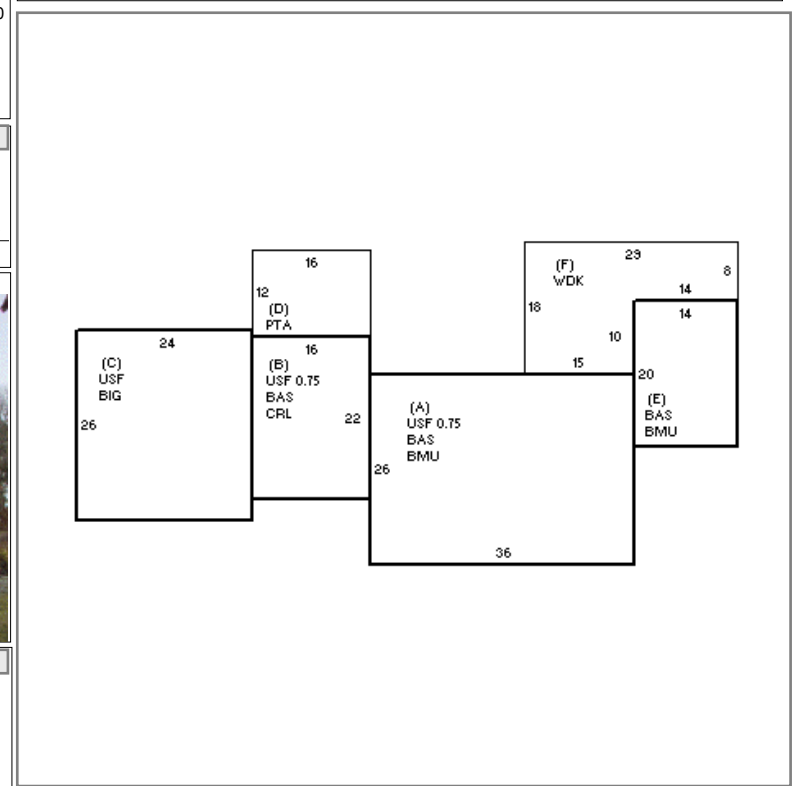 0
29
(F)
WDK
8
16
12
(D)
PTA
18
14
14
10
15
24
(C)
USF
BIG
26
16
(B)
USF 0.75
BAS
CRL
22
(A)
USF 0.75
BAS
BMU
26
36
20
(E)
BAS
BMU